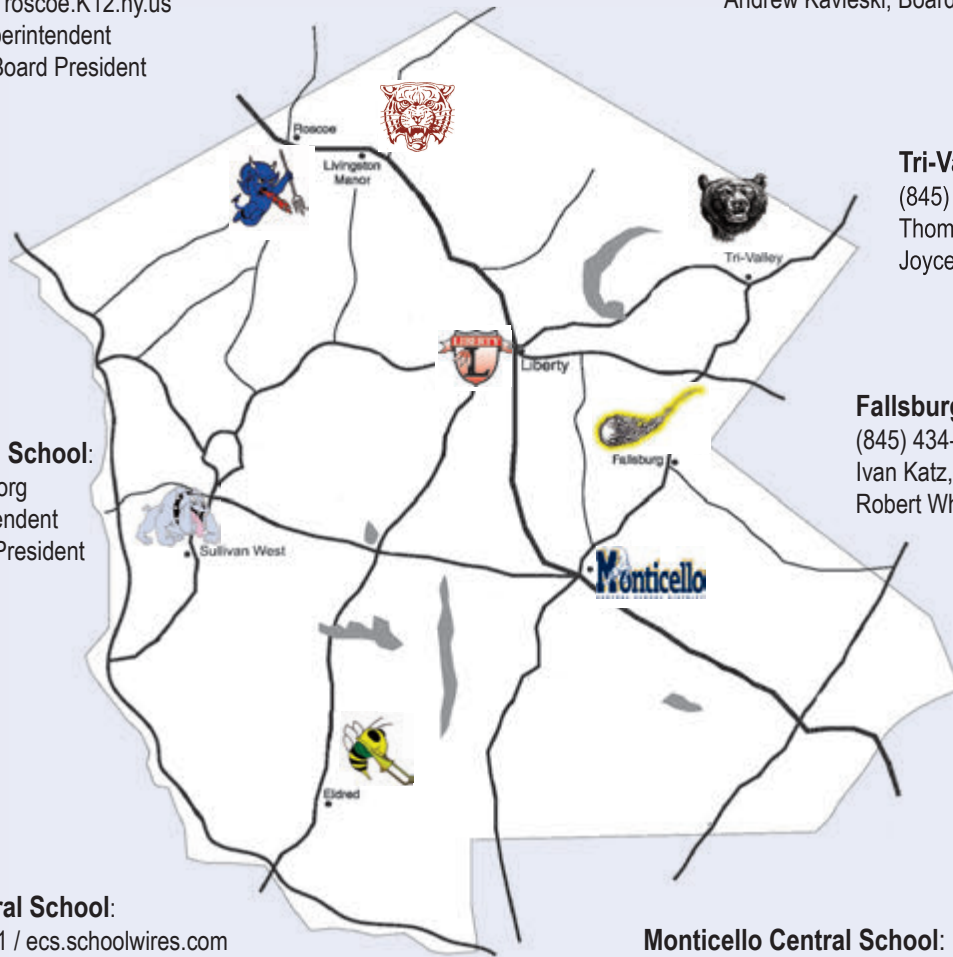 roscoe.K12.ny.us
perintendent
Board President
Andrew Kavleski, Board
Roscoe
Livingston
Manor
Tri-Va
(845)
Thom
Joyce
Tri-Valley
LIBERTY
L
Liberty
Fallsburg
(845) 434-
Ivan Katz,
Robert Wh
Fallsburg
School:
org
endent
President
Sullivan West
Monticello
CENTRAL SCHOOL DISTRICT
Eldred
ral School:
1 / ecs.schoolwires.com
Monticello Central School: